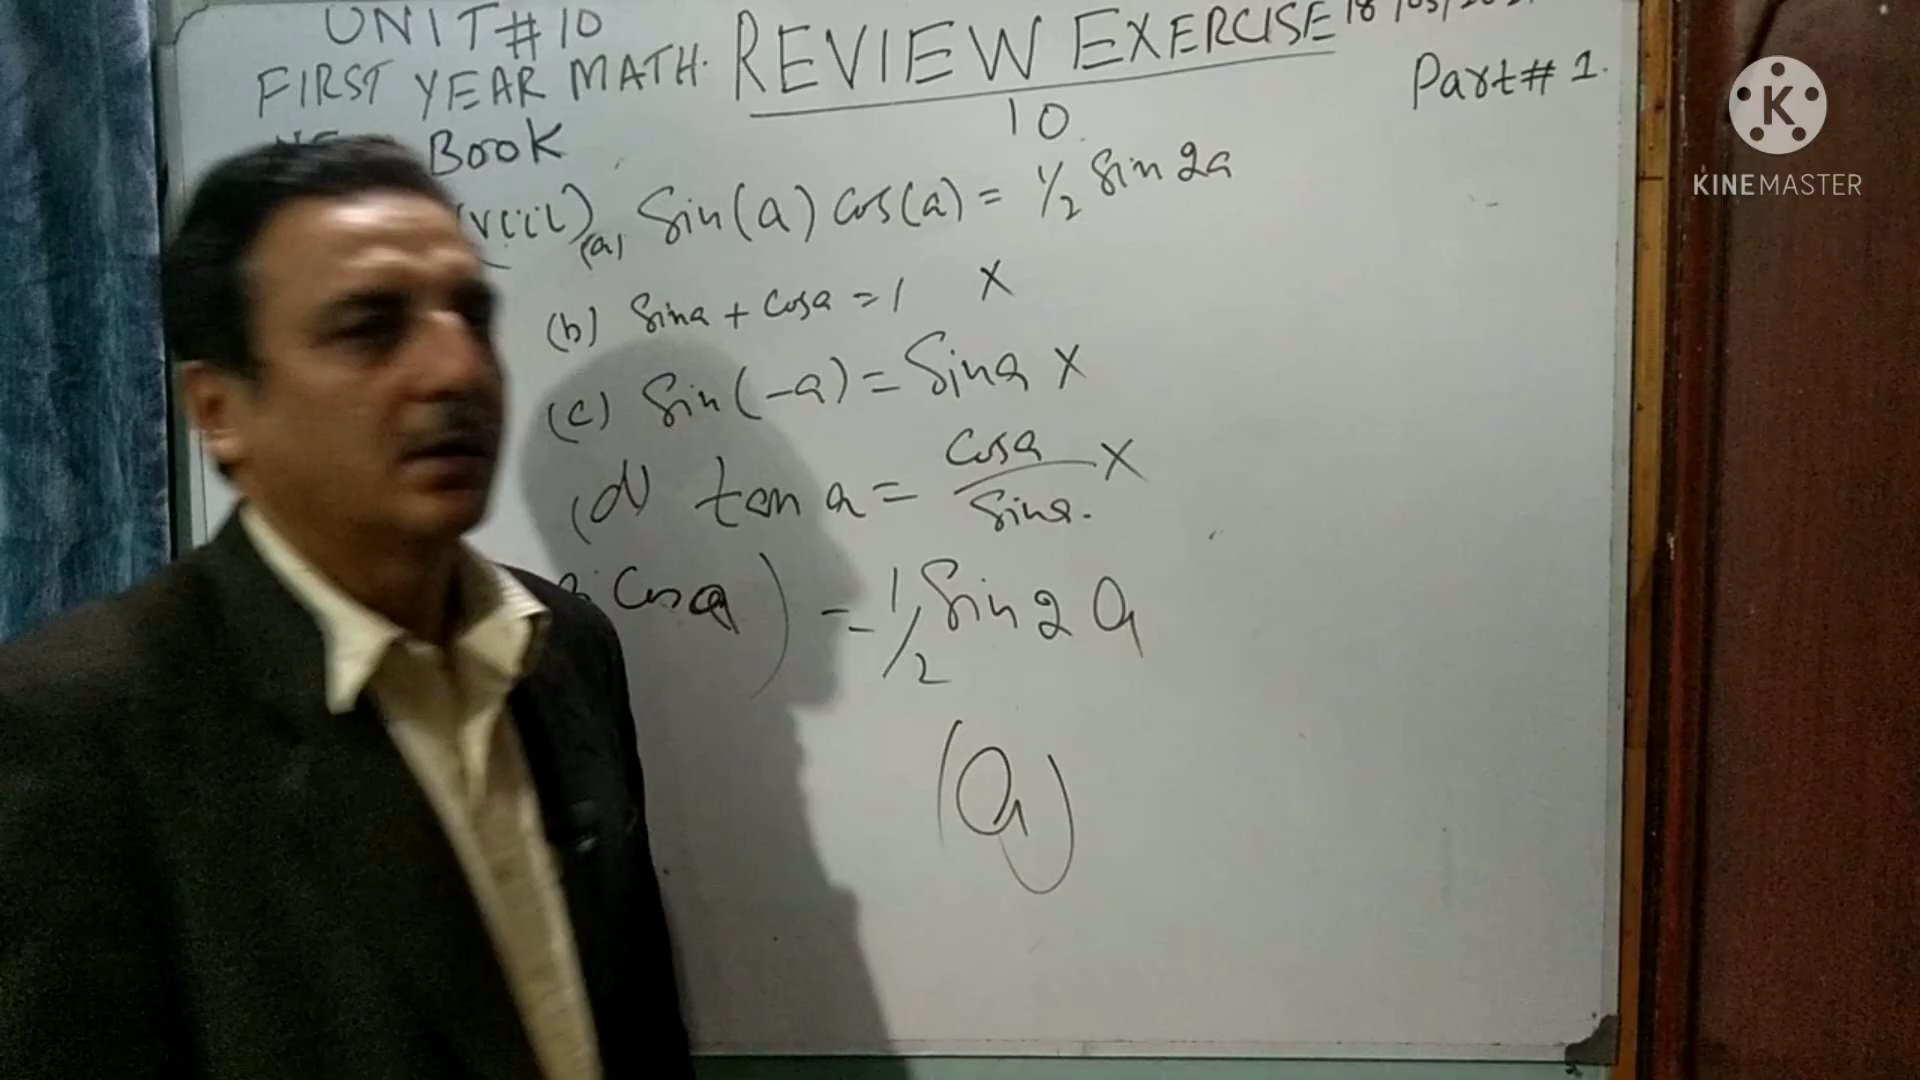 UNIT#10
FIRST YEAR MATH. REVIEW EXERCISE
10
Part#1.
Book
(viii) (a) Sin(a) cos(a) = 1/2 Sin 2a
(b) Sina + Cosa = 1 X
(c) Sin(-a) = Sina X
(d) tan a = Cosa/Sina. X
Cosa) = 1/2 Sin 2a
(a)
K
KINEMASTER